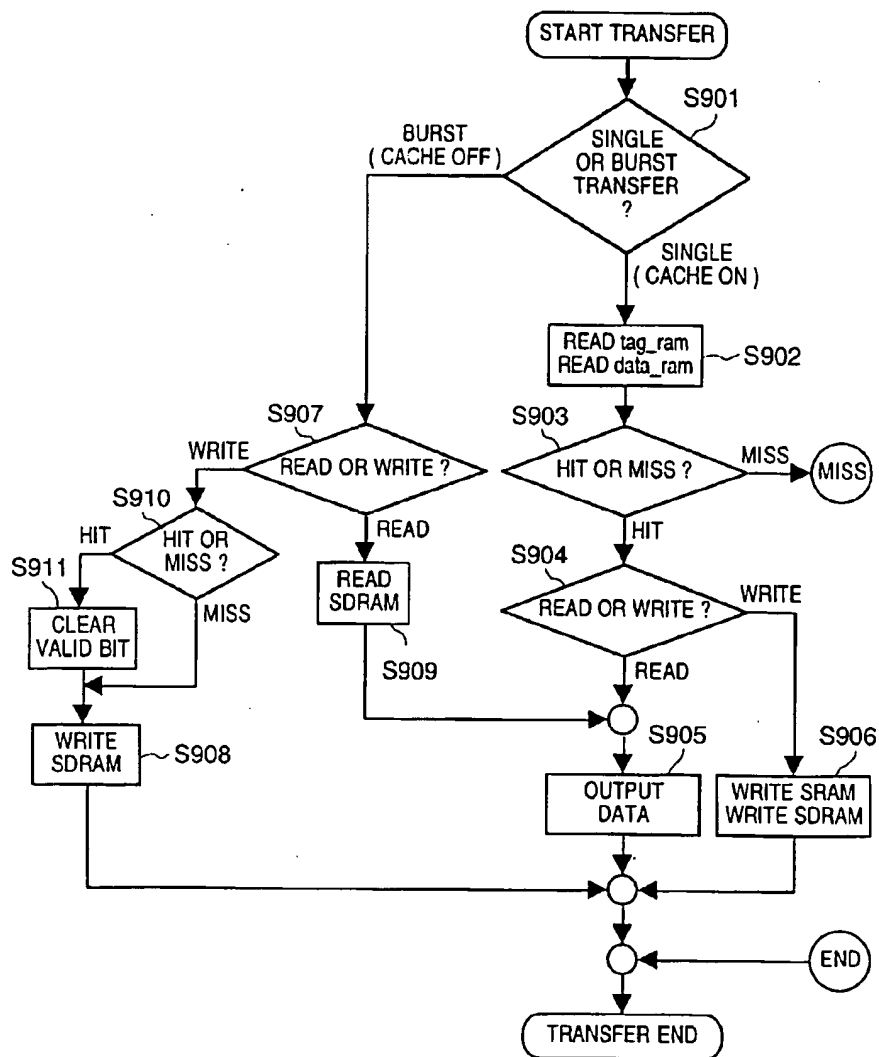 START TRANSFER
S901
BURST
( CACHE OFF )
SINGLE
OR BURST
TRANSFER
?
SINGLE
( CACHE ON )
READ tag_ram
READ data_ram
S902
S907
S903
WRITE
READ OR WRITE ?
HIT OR MISS ?
MISS
MISS
S910
READ
HIT
HIT
HIT OR
MISS ?
S904
S911
READ
SDRAM
READ OR WRITE ?
WRITE
CLEAR
VALID BIT
MISS
S909
READ
S905
S906
WRITE
SDRAM
S908
OUTPUT
DATA
WRITE SRAM
WRITE SDRAM
END
TRANSFER END